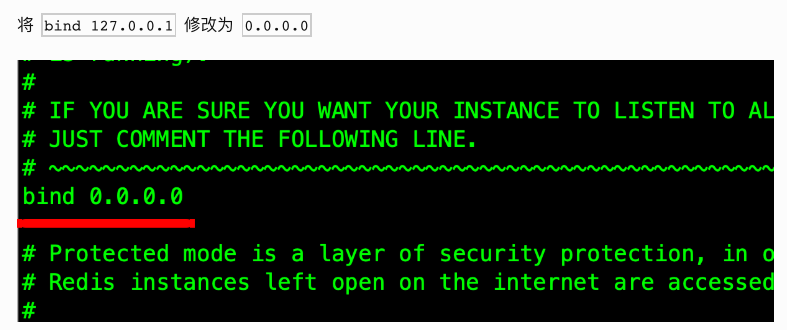 将 bind 127.0.0.1 修改为 0.0.0.0
#
# IF YOU ARE SURE YOU WANT YOUR INSTANCE TO LISTEN TO AL
# JUST COMMENT THE FOLLOWING LINE.
# ~~~~~~~~~~~~~~~~~~~~~~~~~~~~~~~~~~~~~~~~~~~~~~~~~~~~~~
bind 0.0.0.0
# Protected mode is a layer of security protection, in o
# Redis instances left open on the internet are accessed
#